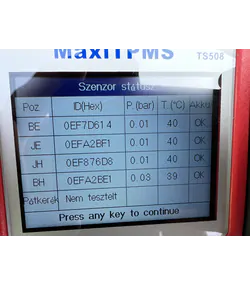 MaxiTPMS
TS508
Szenzor státusz
Poz. ID(Hex) P.(bar) T.(°C) Akku
BE 0EF7D614 0.01 40 OK
JE 0EFA2BF1 0.01 40 OK
JH 0EF876D8 0.01 40 OK
BH 0EFA2BE1 0.03 39 OK
Pótkerék Nem tesztelt
Press any key to continue